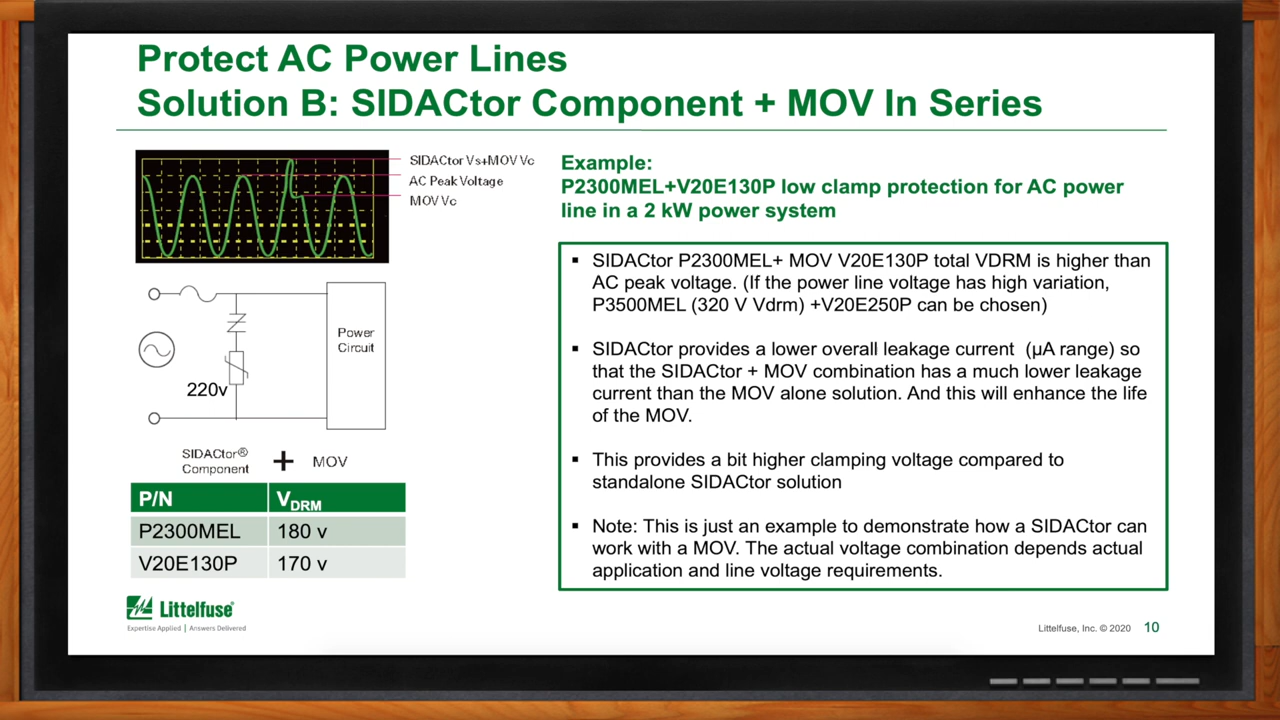 Protect AC Power Lines
Solution B: SIDACtor Component + MOV In Series
SIDACtor Vs+MOV Vc
AC Peak Voltage
MOV Vc
Power
Circuit
220v
SIDACtor®
Component
+
MOV
P/N
VDRM
P2300MEL
180 v
V20E130P
170 v
Example:
P2300MEL+V20E130P low clamp protection for AC power
line in a 2 kW power system
▪ SIDACtor P2300MEL+ MOV V20E130P total VDRM is higher than
AC peak voltage. (If the power line voltage has high variation,
P3500MEL (320 V Vdrm) +V20E250P can be chosen)
▪ SIDACtor provides a lower overall leakage current (µA range) so
that the SIDACtor + MOV combination has a much lower leakage
current than the MOV alone solution. And this will enhance the life
of the MOV.
▪ This provides a bit higher clamping voltage compared to
standalone SIDACtor solution
▪ Note: This is just an example to demonstrate how a SIDACtor can
work with a MOV. The actual voltage combination depends actual
application and line voltage requirements.
Littelfuse®
Expertise Applied | Answers Delivered
Littelfuse, Inc. © 2020
10